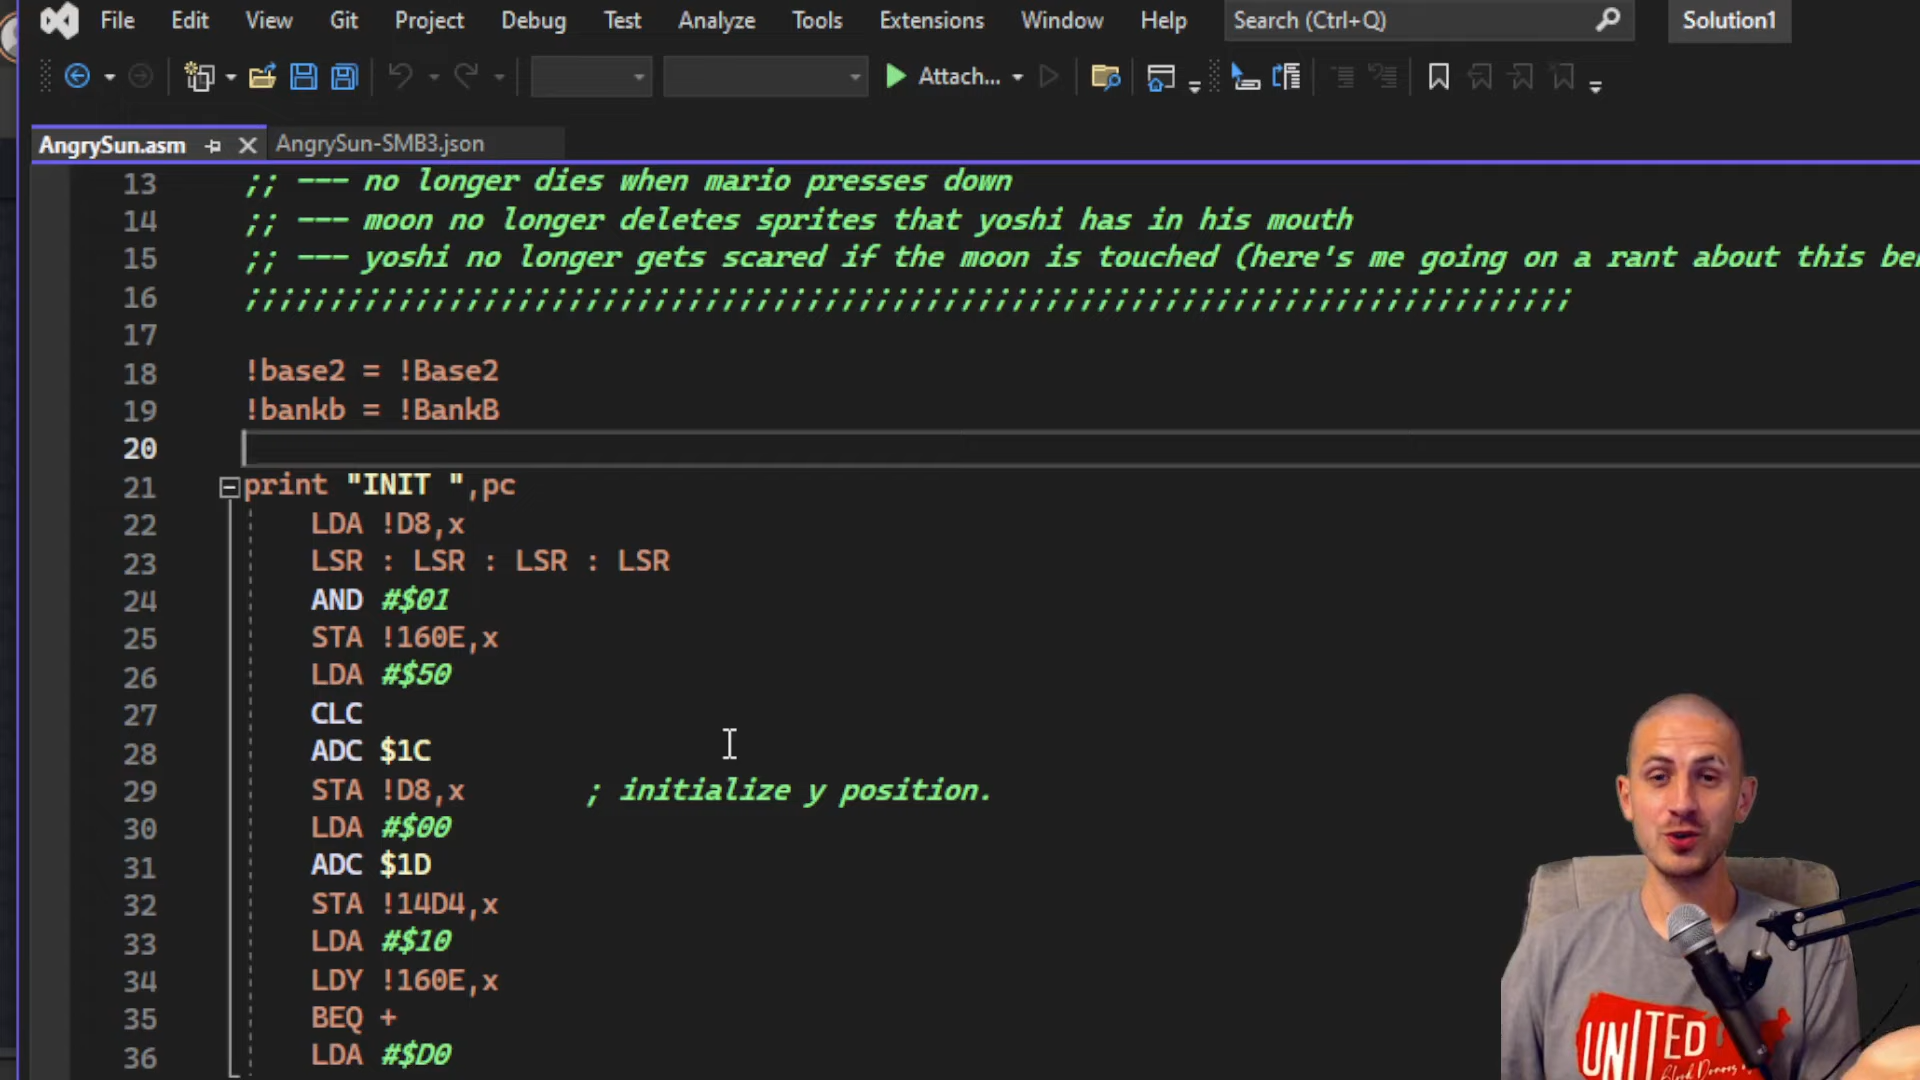 File Edit View Git Project Debug Test Analyze Tools Extensions Window Help Search (Ctrl+Q) Solution1
Attach...
AngrySun.asm AngrySun-SMB3.json
13 ;; --- no longer dies when mario presses down
14 ;; --- moon no longer deletes sprites that yoshi has in his mouth
15 ;; --- yoshi no longer gets scared if the moon is touched (here's me going on a rant about this
16 ;;;;;;;;;;;;;;;;;;;;;;;;;;;;;;;;;;;;;;;;;;;;;;;;;;;;;;;;;;;;;;;;;;;;;;;;;;;;;;
17
18 !base2 = !Base2
19 !bankb = !BankB
20
21 print "INIT ",pc
22 LDA !D8,x
23 LSR : LSR : LSR : LSR
24 AND #$01
25 STA !160E,x
26 LDA #$50
27 CLC
28 ADC $1C
29 STA !D8,x ; initialize y position.
30 LDA #$00
31 ADC $1D
32 STA !14D4,x
33 LDA #$10
34 LDY !160E,x
35 BEQ +
36 LDA #$D0
UNITED
Blood Donors